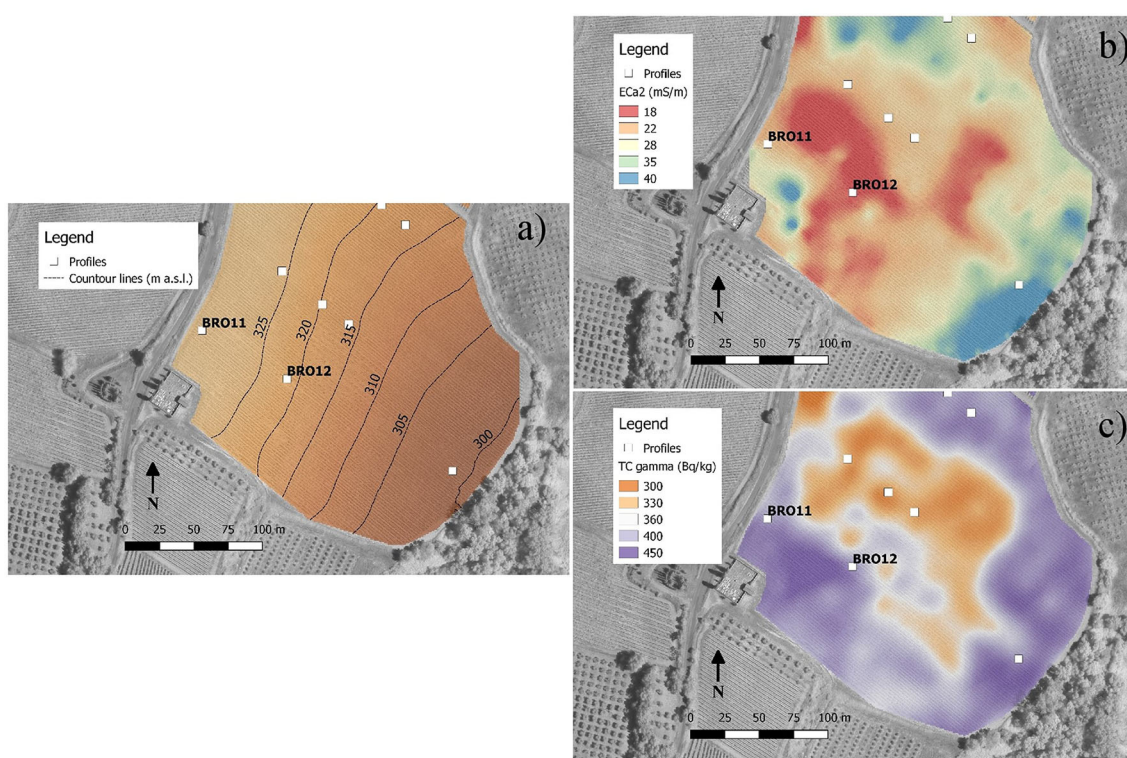 a)
Legend
Profiles
Countour lines (m a.s.l.)
BRO11
BRO12
325
320
315
310
305
300
N
0 25 50 75 100 m
b)
Legend
Profiles
ECa2 (mS/m)
18
22
28
35
40
BRO11
BRO12
N
0 25 50 75 100 m
c)
Legend
Profiles
TC gamma (Bq/kg)
300
330
360
400
450
BRO11
BRO12
N
0 25 50 75 100 m